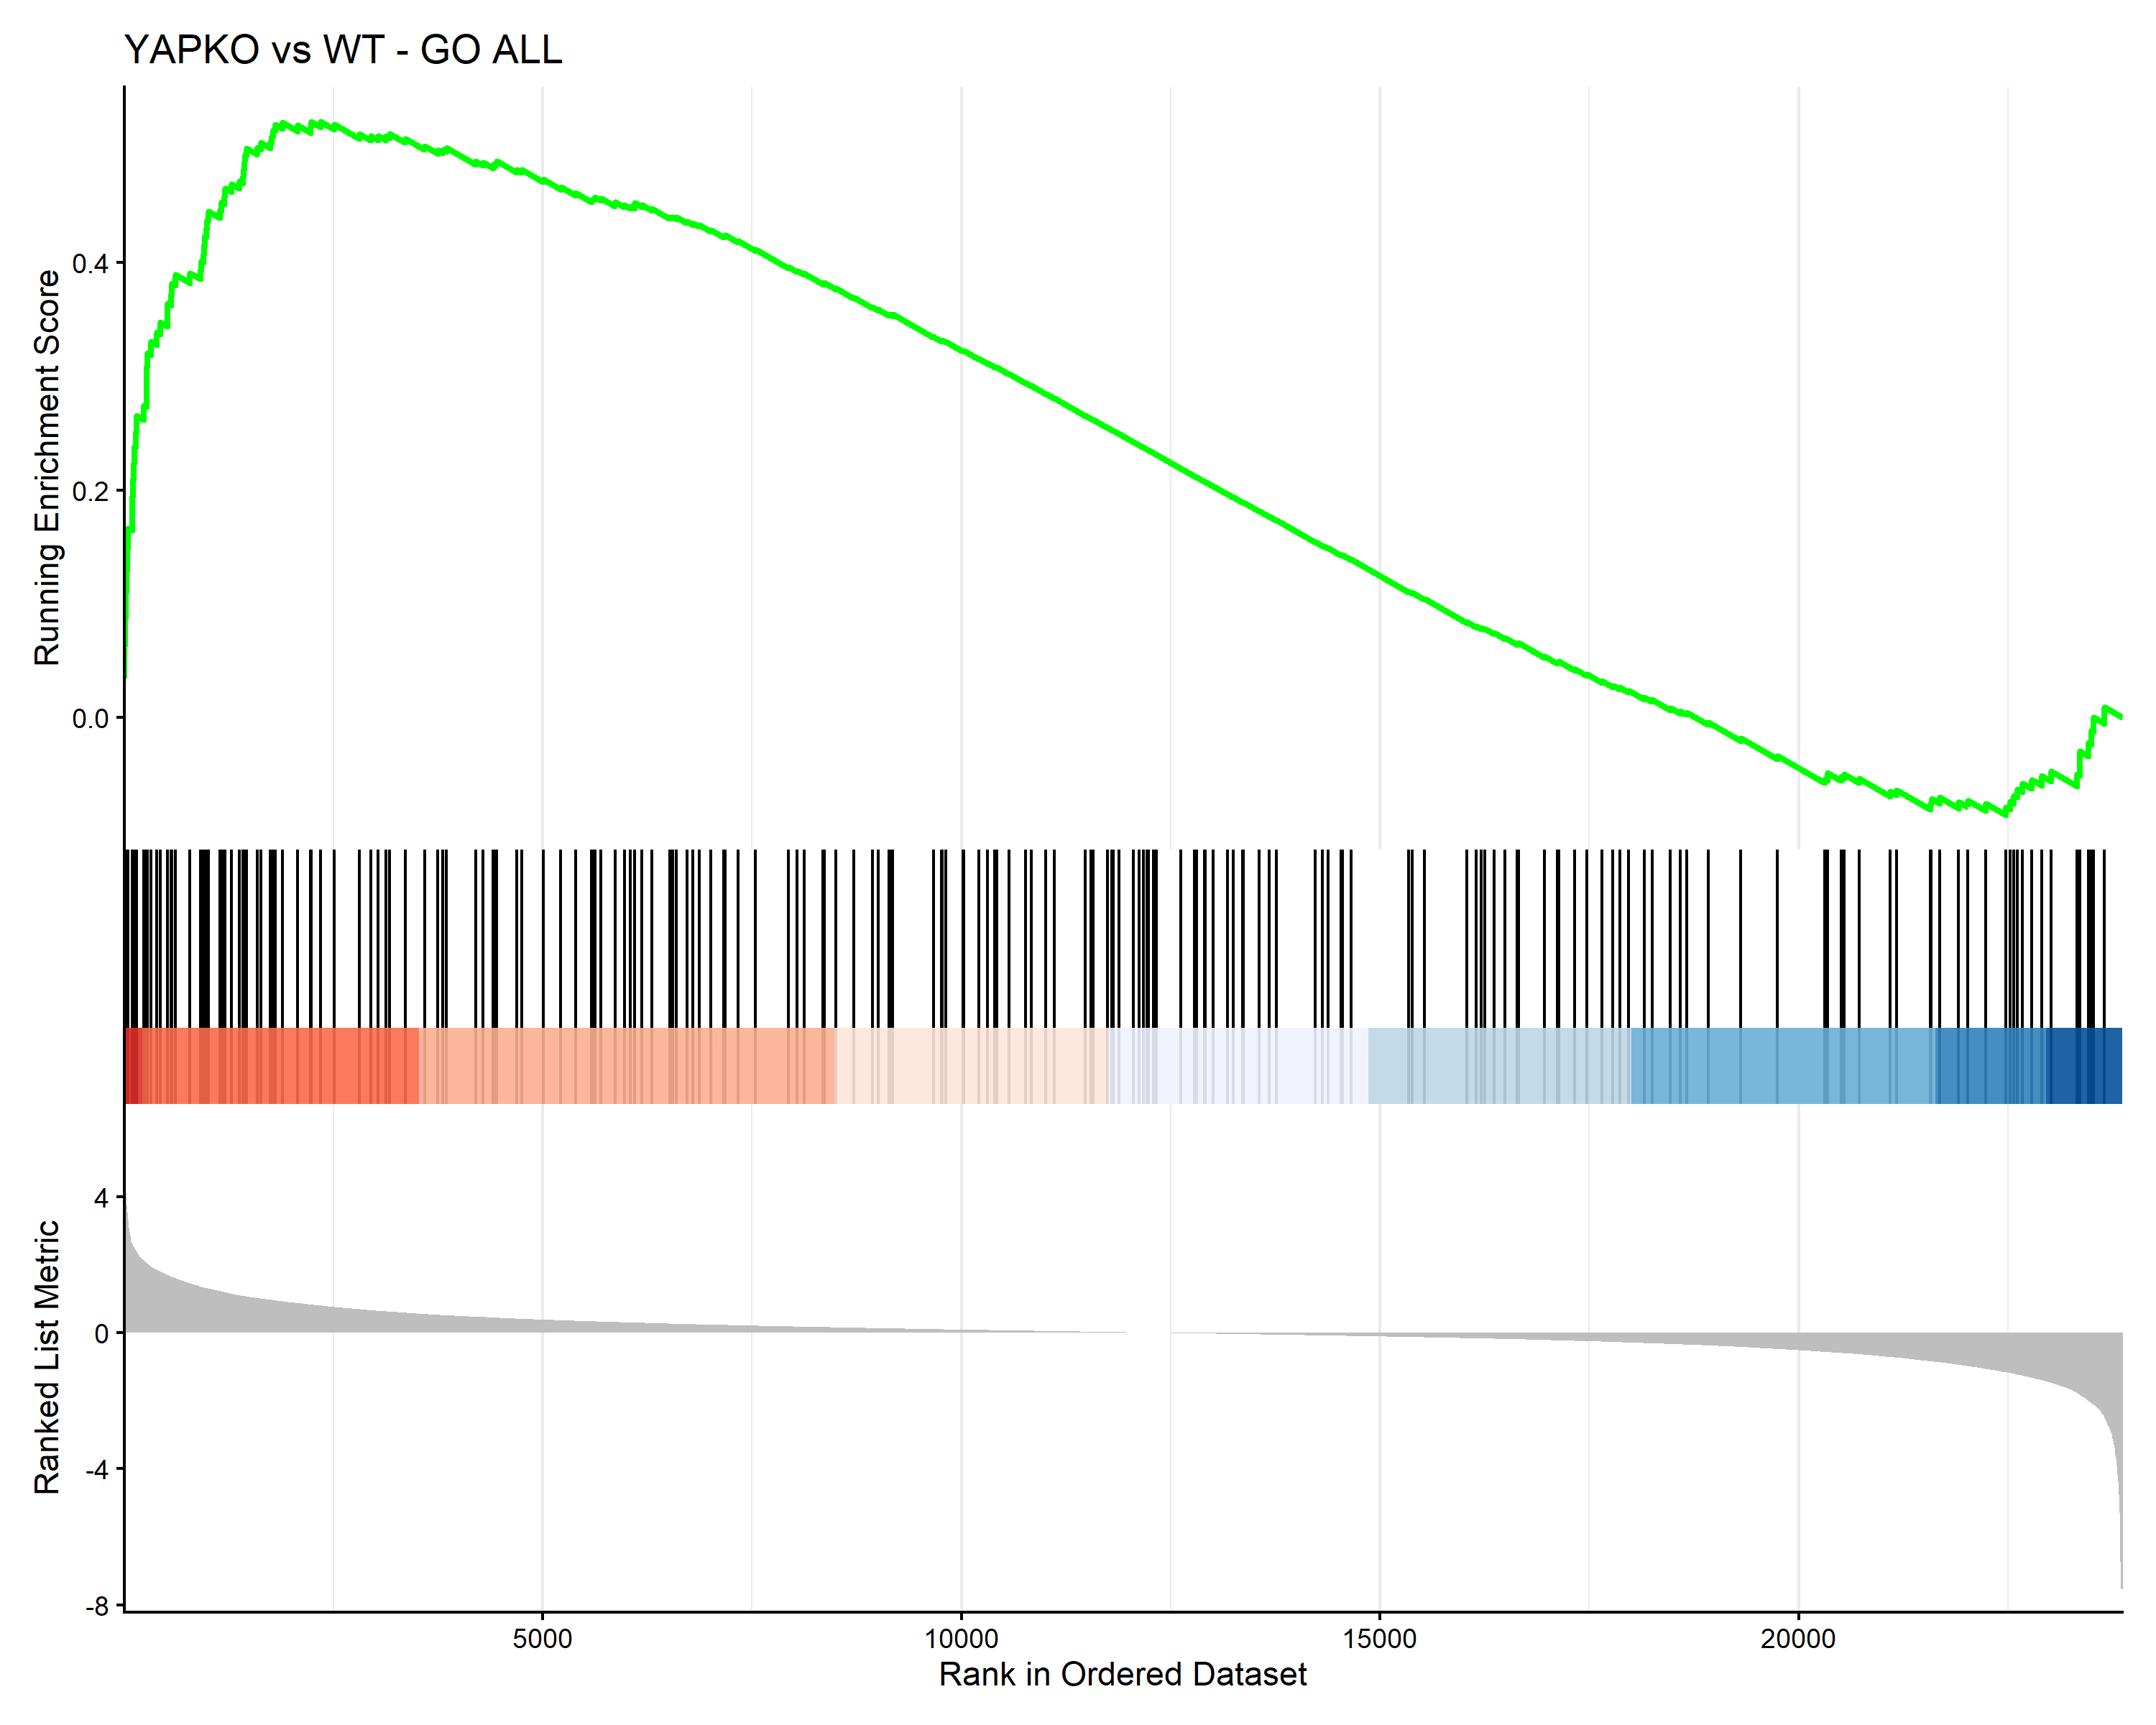 YAPKO vs WT - GO ALL
Running Enrichment Score
0.4
0.2
0.0
Ranked List Metric
4
0
-4
-8
5000 10000 15000 20000
Rank in Ordered Dataset